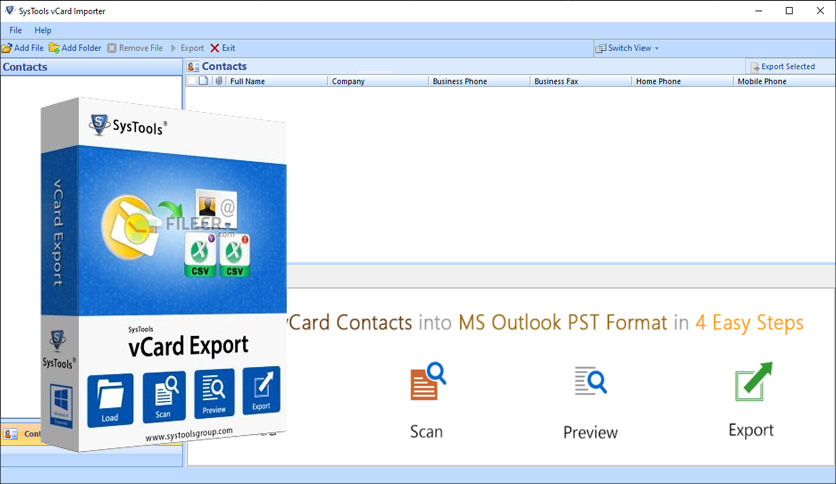 SysTools vCard Importer
File Help
Add File Add Folder Remove File Export Exit Switch View
Contacts
Contacts Export Selected
Full Name Company Business Phone Business Fax Home Phone Mobile Phone
SysTools®
vCard Export
FILECR
.com
CSV CSV
SysTools
vCard Export
SysTools®
Load Scan Preview Export
www.systoolsgroup.com
vCard Contacts into MS Outlook PST Format in 4 Easy Steps
Scan Preview Export